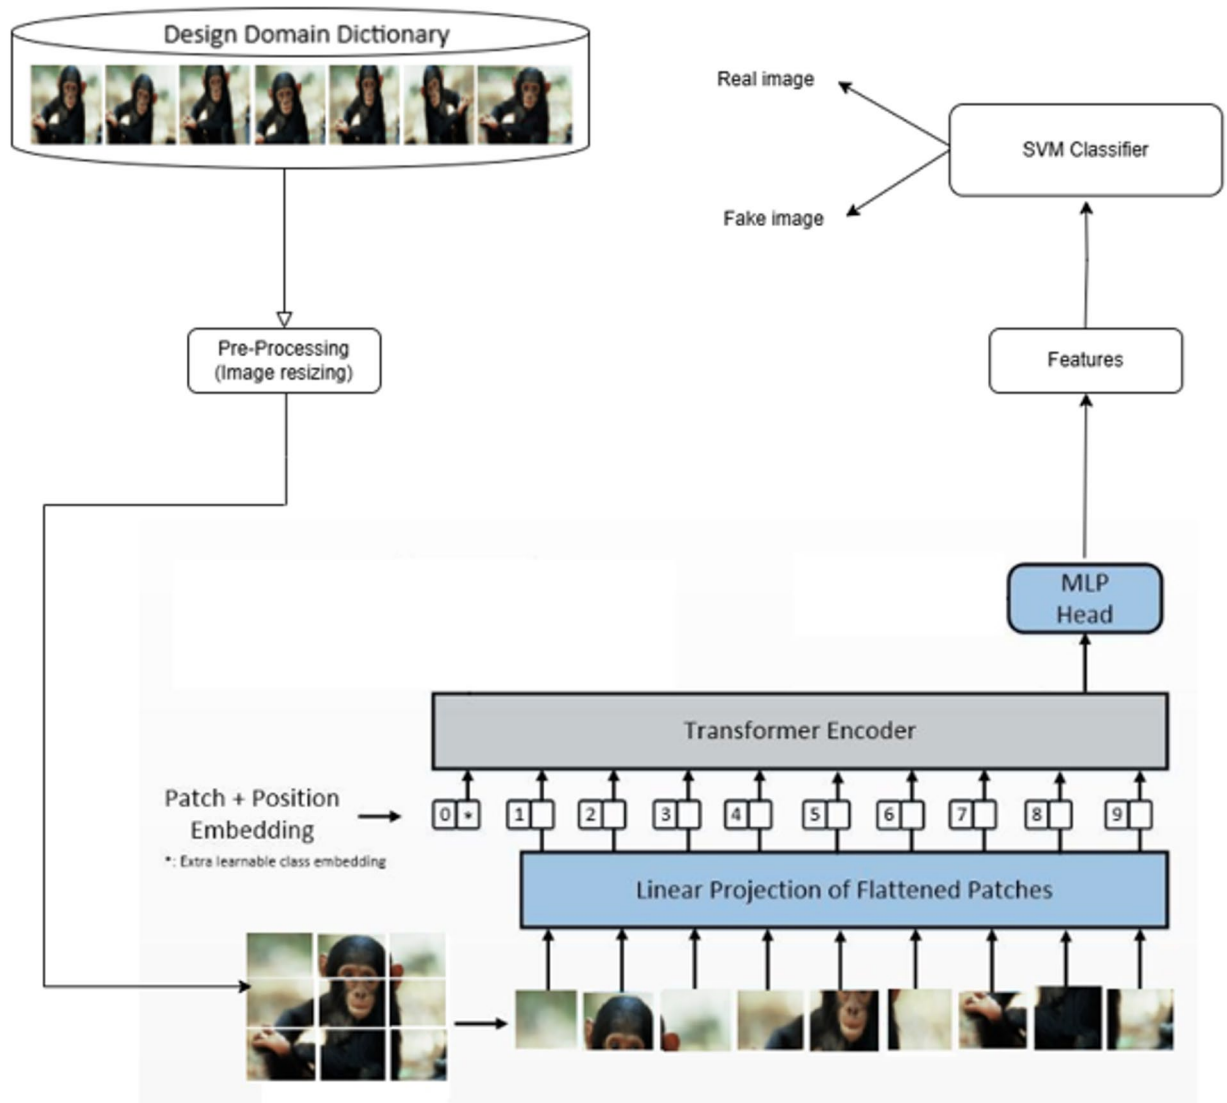 Design Domain Dictionary
Real image
SVM Classifier
Fake image
Pre-Processing
(Image resizing)
Features
MLP
Head
Transformer Encoder
Patch + Position
Embedding
*: Extra learnable class embedding
0 * 1 2 3 4 5 6 7 8 9
Linear Projection of Flattened Patches